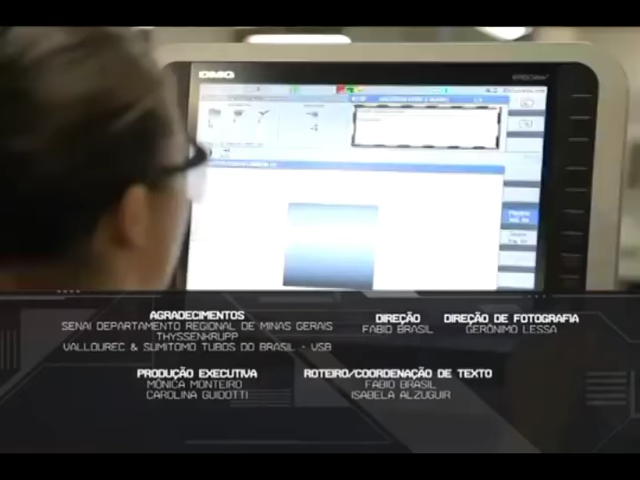 DMG
AGRADECIMENTOS
SENAI DEPARTAMENTO REGIONAL DE MINAS GERAIS
THYSSENKRUPP
VALLOUREC & SUMITOMO TUBOS DO BRASIL - VSB
DIREÇÃO
FABIO BRASIL
DIREÇÃO DE FOTOGRAFIA
GERÔNIMO LESSA
PRODUÇÃO EXECUTIVA
MÔNICA MONTEIRO
CAROLINA GUIDOTTI
ROTEIRO/COORDENAÇÃO DE TEXTO
FABIO BRASIL
ISABELA ALZUGUIR